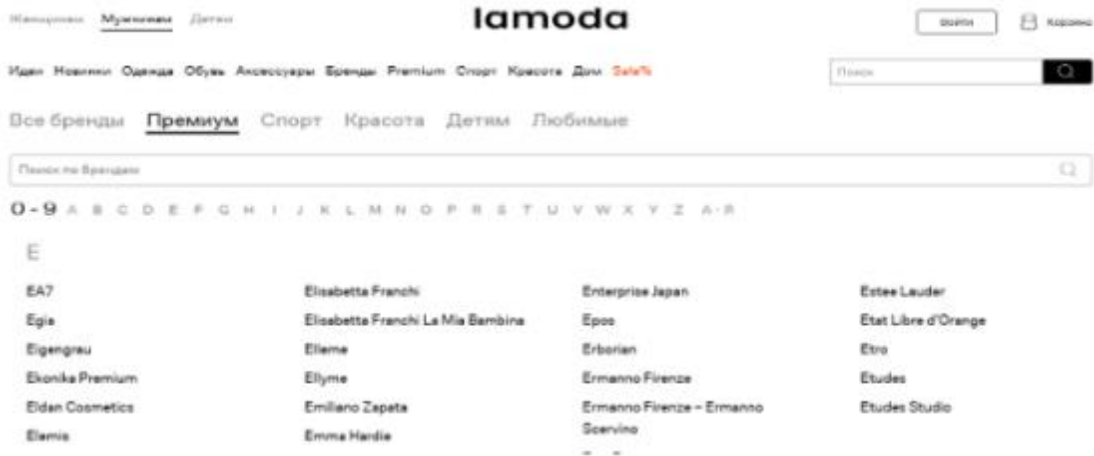 Женщинам Мужчинам Детям
lamoda
Войти Корзина
Идеи Новинки Одежда Обувь Аксессуары Бренды Premium Спорт Красота Дом Sale%
Поиск
Все бренды Премиум Спорт Красота Детям Любимые
Поиск по брендам
0-9 A B C D E F G H I J K L M N O P R S T U V W X Y Z А-Я
E
EA7
Egia
Eigengrau
Ekonika Premium
Eldan Cosmetics
Elemis
Elisabetta Franchi
Elisabetta Franchi La Mia Bambina
Elleme
Ellyme
Emiliano Zapata
Emma Hardie
Enterprise Japan
Epos
Erborian
Ermanno Firenze
Ermanno Firenze – Ermanno
Scervino
Estee Lauder
Etat Libre d'Orange
Etro
Etudes
Etudes Studio